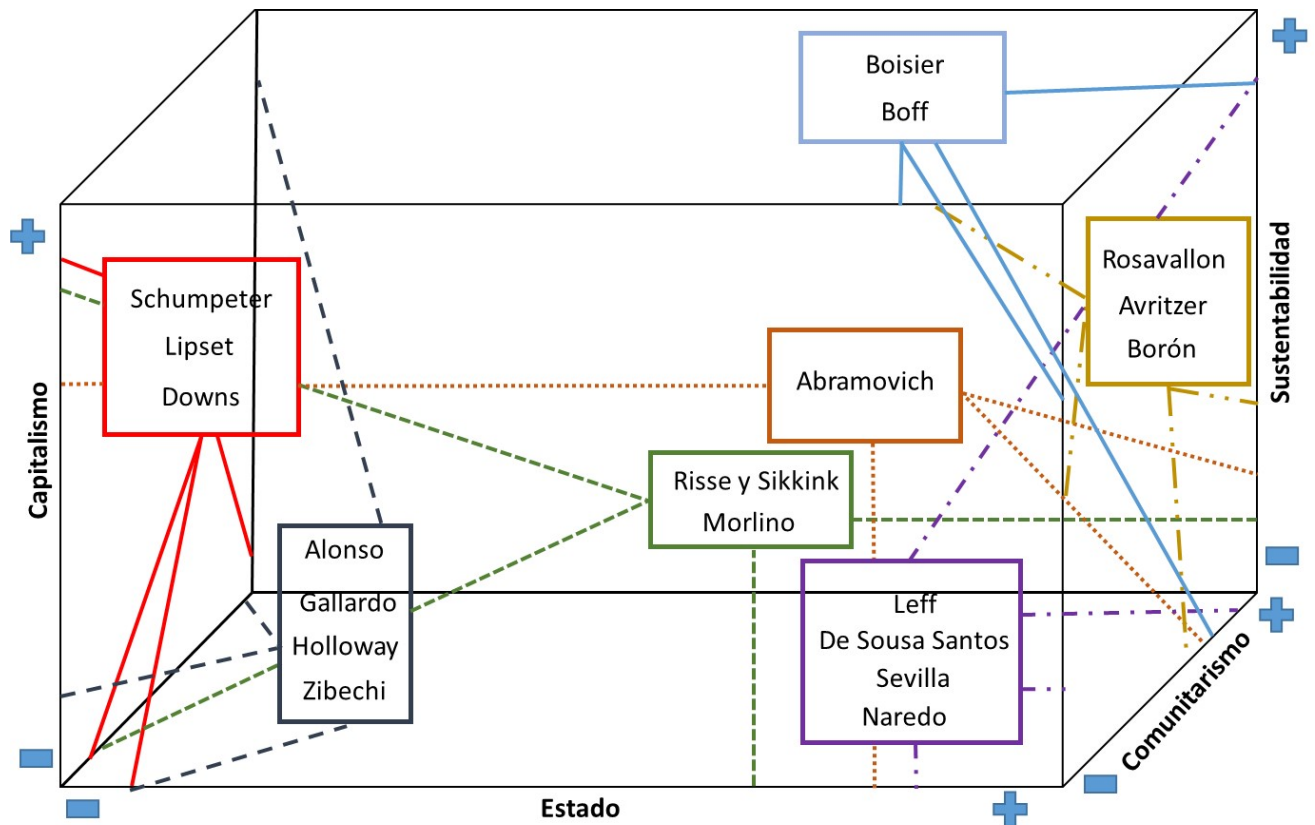 Boisier
Boff
Schumpeter
Lipset
Downs
Rosavallon
Avritzer
Borón
Abramovich
Risse y Sikkink
Morlino
Alonso
Gallardo
Holloway
Zibechi
Leff
De Sousa Santos
Sevilla
Naredo
Capitalismo
Sustentabilidad
Comunitarismo
Estado